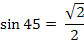 sin 45 = √2/2